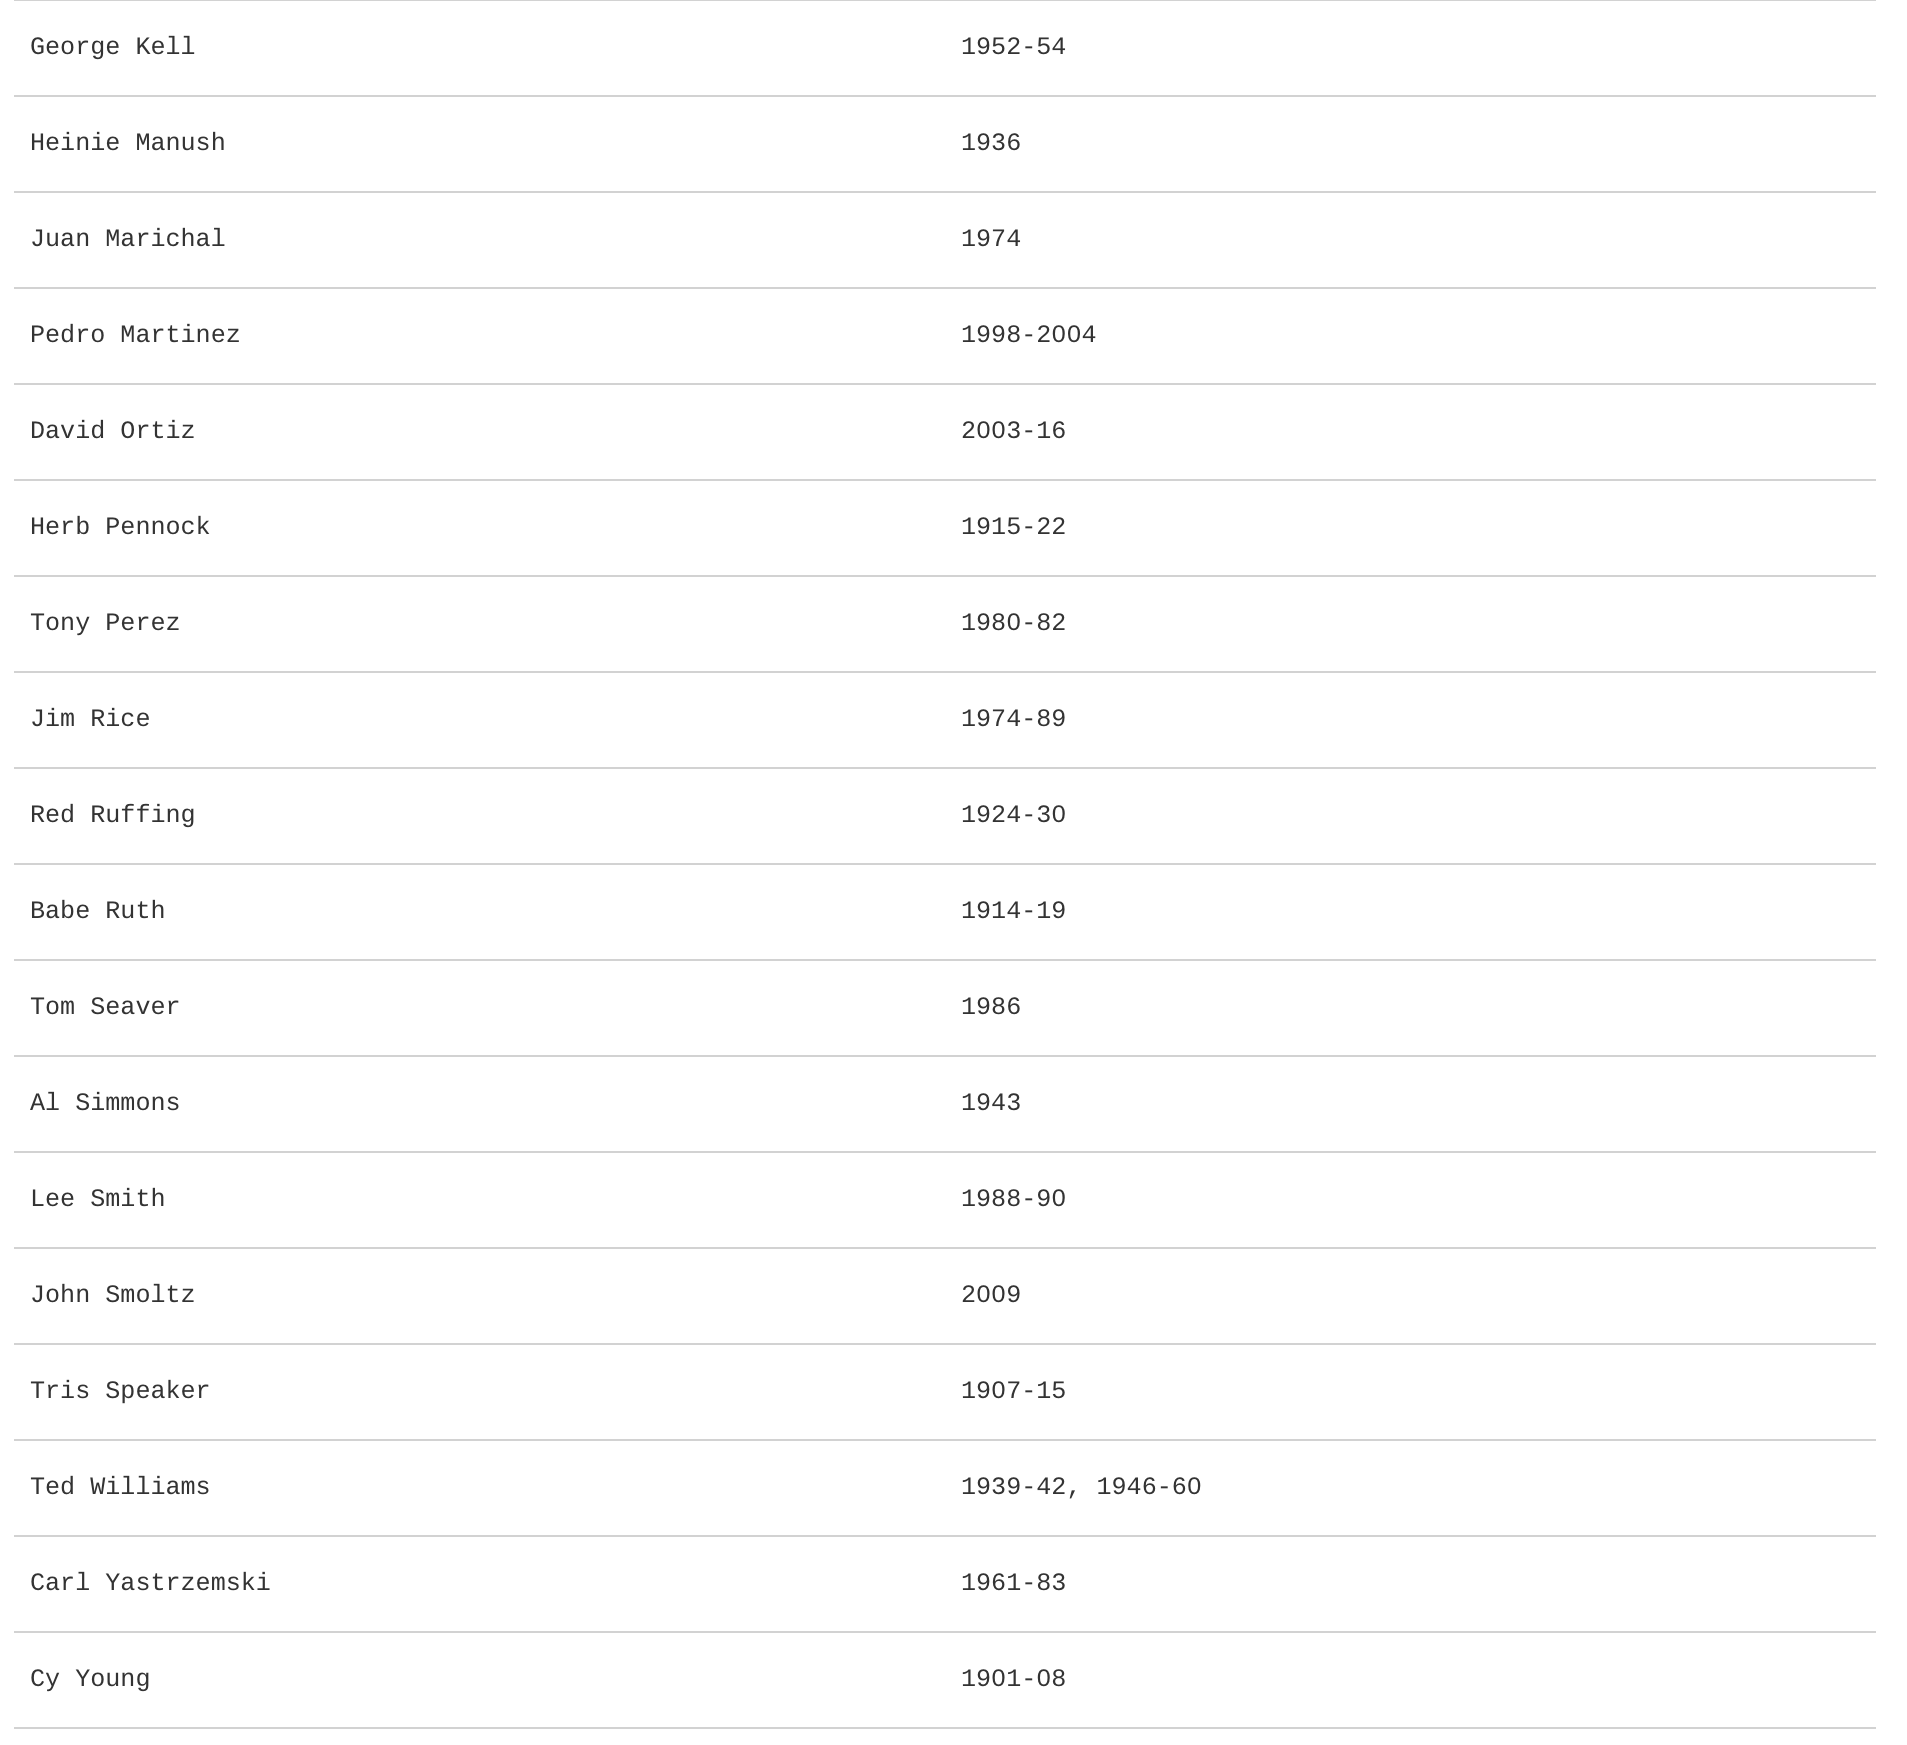 George Kell 1952-54
Heinie Manush 1936
Juan Marichal 1974
Pedro Martinez 1998-2004
David Ortiz 2003-16
Herb Pennock 1915-22
Tony Perez 1980-82
Jim Rice 1974-89
Red Ruffing 1924-30
Babe Ruth 1914-19
Tom Seaver 1986
Al Simmons 1943
Lee Smith 1988-90
John Smoltz 2009
Tris Speaker 1907-15
Ted Williams 1939-42, 1946-60
Carl Yastrzemski 1961-83
Cy Young 1901-08